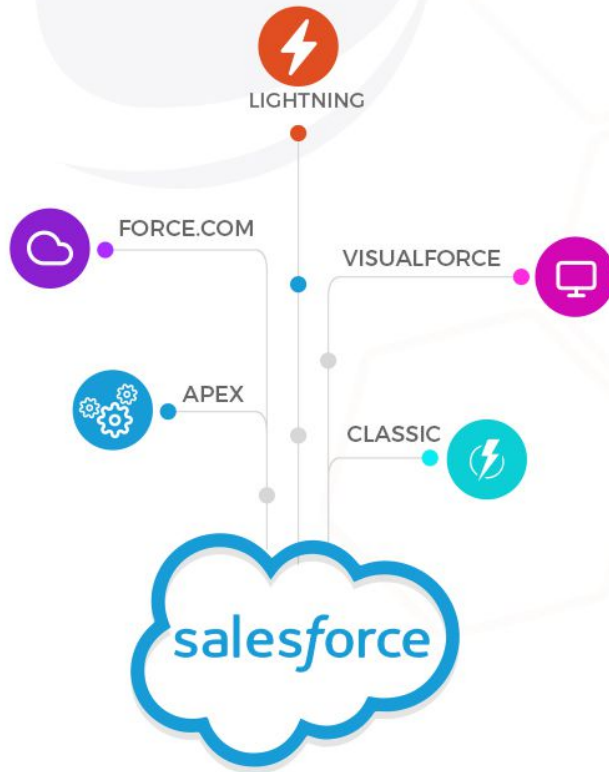 LIGHTNING
FORCE.COM
VISUALFORCE
APEX
CLASSIC
salesforce